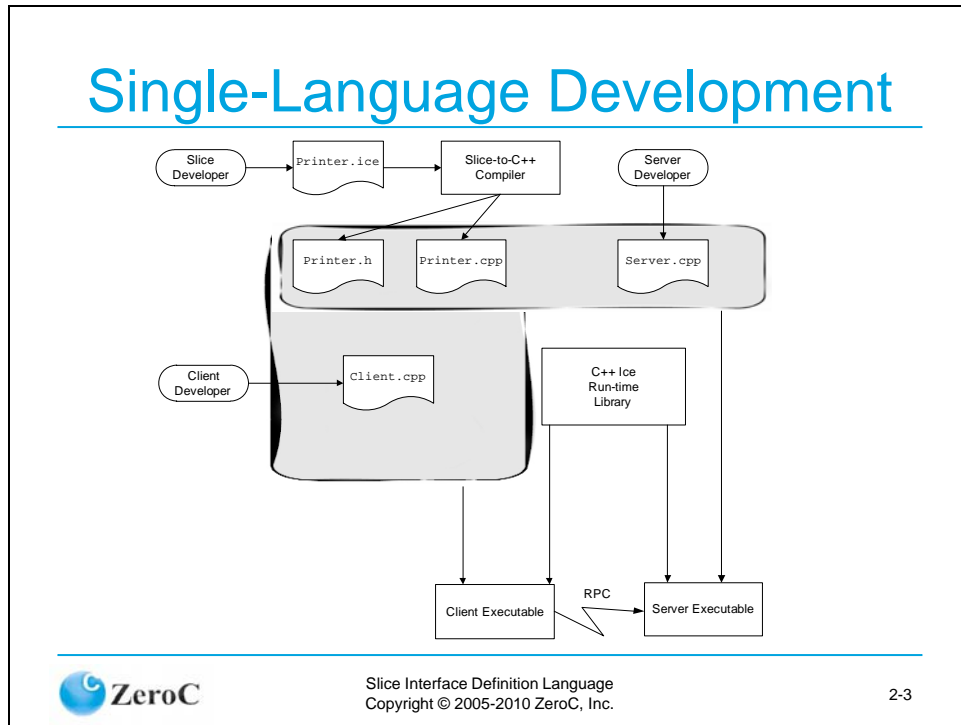 Single-Language Development
Slice
Developer
Printer.ice
Slice-to-C++
Compiler
Server
Developer
Printer.h
Printer.cpp
Server.cpp
Client
Developer
Client.cpp
C++ Ice
Run-time
Library
Client Executable
RPC
Server Executable
ZeroC
Slice Interface Definition Language
Copyright © 2005-2010 ZeroC, Inc.
2-3